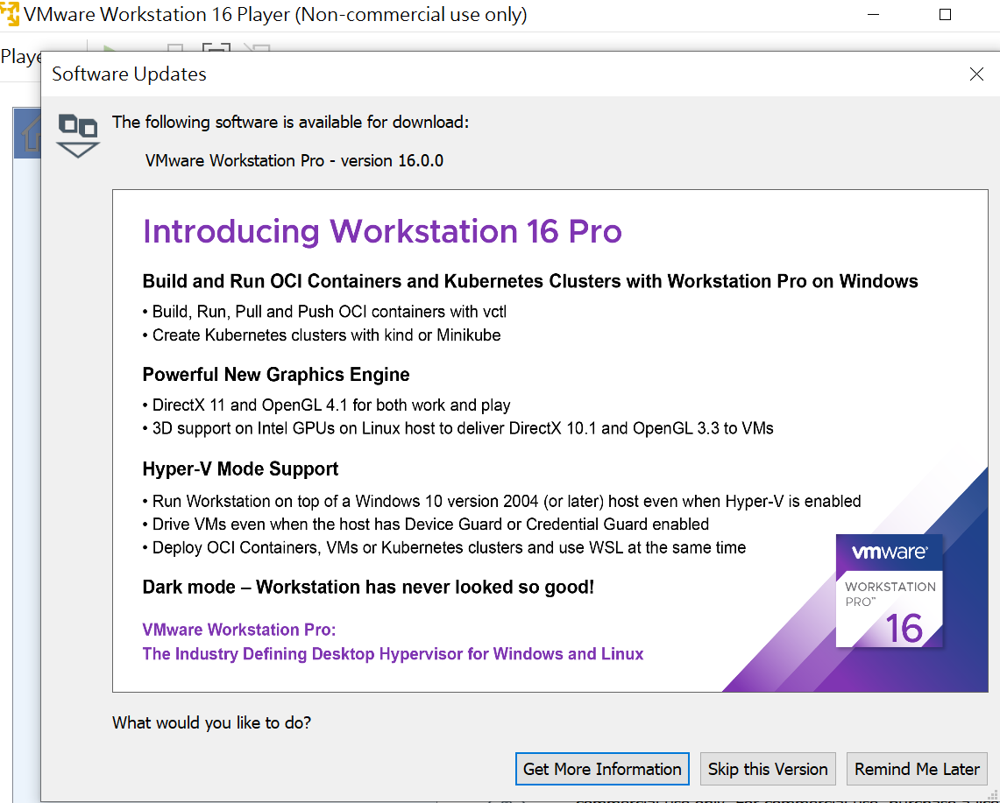 VMware Workstation 16 Player (Non-commercial use only)
Playe
Software Updates
The following software is available for download:
VMware Workstation Pro - version 16.0.0
Introducing Workstation 16 Pro
Build and Run OCI Containers and Kubernetes Clusters with Workstation Pro on Windows
• Build, Run, Pull and Push OCI containers with vctl
• Create Kubernetes clusters with kind or Minikube
Powerful New Graphics Engine
• DirectX 11 and OpenGL 4.1 for both work and play
• 3D support on Intel GPUs on Linux host to deliver DirectX 10.1 and OpenGL 3.3 to VMs
Hyper-V Mode Support
• Run Workstation on top of a Windows 10 version 2004 (or later) host even when Hyper-V is enabled
• Drive VMs even when the host has Device Guard or Credential Guard enabled
• Deploy OCI Containers, VMs or Kubernetes clusters and use WSL at the same time
Dark mode – Workstation has never looked so good!
VMware Workstation Pro:
The Industry Defining Desktop Hypervisor for Windows and Linux
vmware®
WORKSTATION
PRO™
16
What would you like to do?
Get More Information
Skip this Version
Remind Me Later